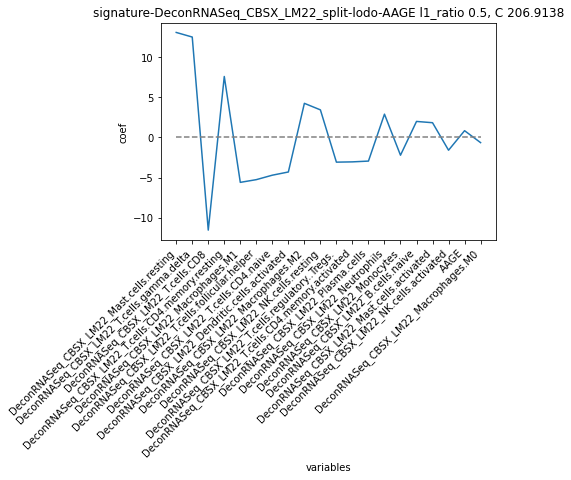 signature-DeconRNASeq_CBSX_LM22_split-lodo-AAGE l1_ratio 0.5, C 206.9138
coef
10
5
0
−5
−10
DeconRNASeq_CBSX_LM22_Mast.cells.resting
DeconRNASeq_CBSX_LM22_T.cells.gamma.delta
DeconRNASeq_CBSX_LM22_T.cells.CD8
DeconRNASeq_CBSX_LM22_T.cells.CD4.memory.resting
DeconRNASeq_CBSX_LM22_Macrophages.M1
DeconRNASeq_CBSX_LM22_T.cells.follicular.helper
DeconRNASeq_CBSX_LM22_T.cells.CD4.naive
DeconRNASeq_CBSX_LM22_Dendritic.cells.activated
DeconRNASeq_CBSX_LM22_Macrophages.M2
DeconRNASeq_CBSX_LM22_NK.cells.resting
DeconRNASeq_CBSX_LM22_T.cells.regulatory..Tregs.
DeconRNASeq_CBSX_LM22_T.cells.CD4.memory.activated
DeconRNASeq_CBSX_LM22_Plasma.cells
DeconRNASeq_CBSX_LM22_Neutrophils
DeconRNASeq_CBSX_LM22_Monocytes
DeconRNASeq_CBSX_LM22_B.cells.naive
DeconRNASeq_CBSX_LM22_Mast.cells.activated
DeconRNASeq_CBSX_LM22_NK.cells.activated
AAGE
DeconRNASeq_CBSX_LM22_Macrophages.M0
variables